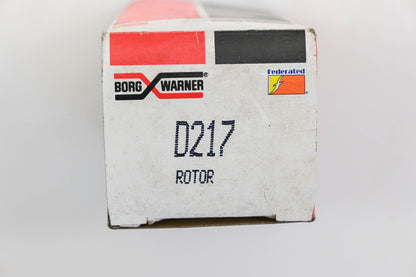 BORG WARNER®
Federated
D217
ROTOR